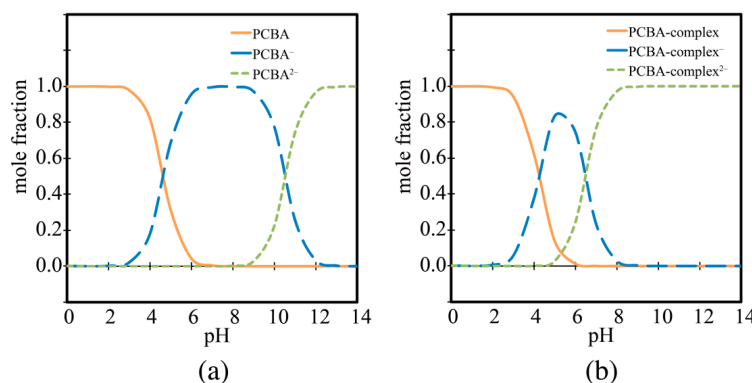 PCBA
PCBA⁻
PCBA²⁻
mole fraction
1.0
0.8
0.6
0.4
0.2
0.0
0 2 4 6 8 10 12 14
pH
(a)
PCBA-complex
PCBA-complex⁻
PCBA-complex²⁻
mole fraction
1.0
0.8
0.6
0.4
0.2
0.0
0 2 4 6 8 10 12 14
pH
(b)